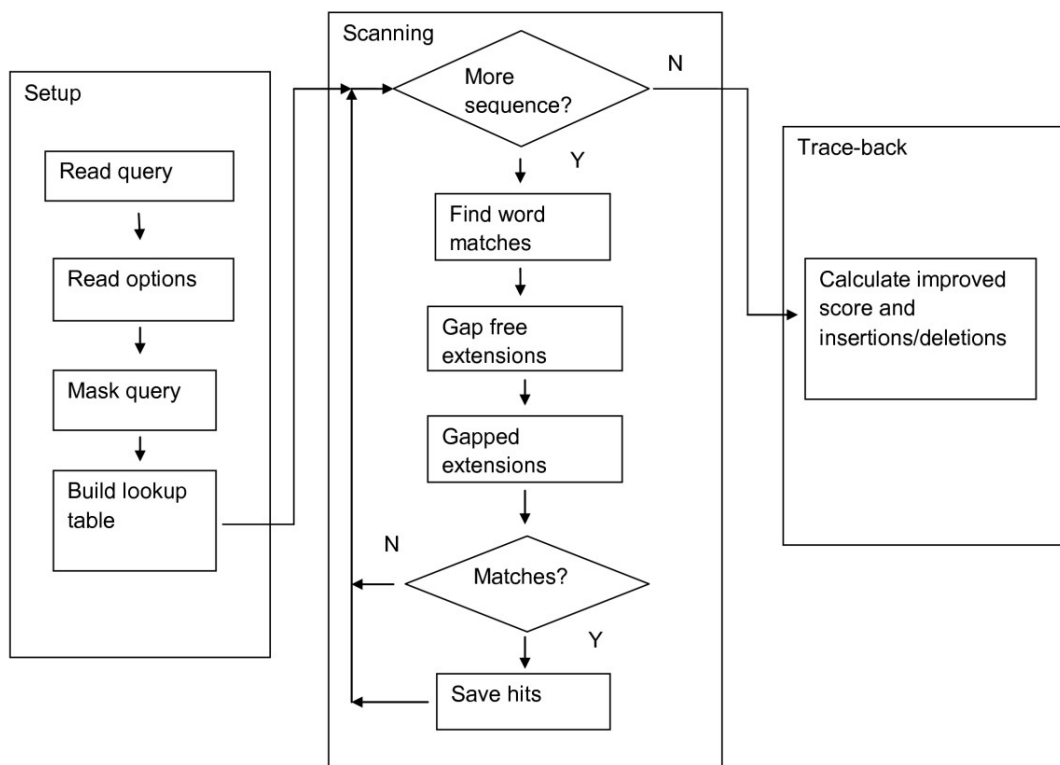 Setup
Read query
Read options
Mask query
Build lookup
table
Scanning
More
sequence?
N
Y
Find word
matches
Gap free
extensions
Gapped
extensions
N
Matches?
Y
Save hits
Trace-back
Calculate improved
score and
insertions/deletions